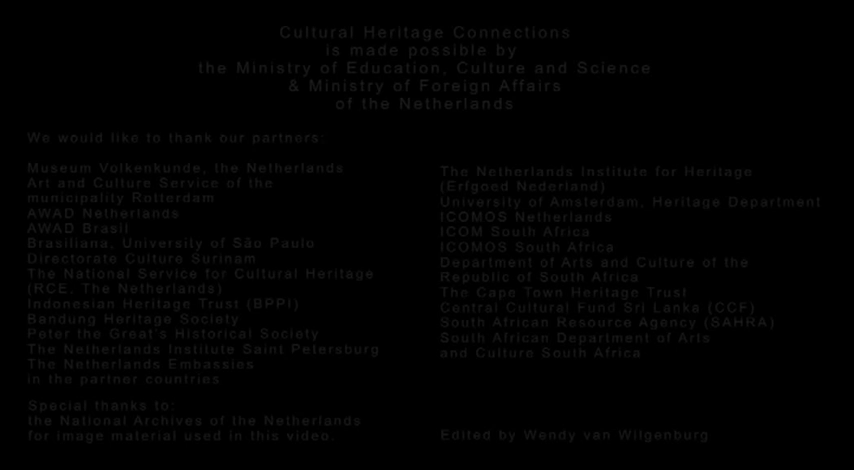 Cultural Heritage Connections
is made possible by
the Ministry of Education, Culture and Science
& Ministry of Foreign Affairs
of the Netherlands
We would like to thank our partners:
Museum Volkenkunde, the Netherlands
Art and Culture Service of the
municipality Rotterdam
AWAD Netherlands
AWAD Brasil
Brasiliana, University of São Paulo
Directorate Culture Surinam
The National Service for Cultural Heritage
(RCE, The Netherlands)
Indonesian Heritage Trust (BPPI)
Bandung Heritage Society
Peter the Great's Historical Society
The Netherlands Institute Saint Petersburg
The Netherlands Embassies
in the partner countries
The Netherlands Institute for Heritage
(Erfgoed Nederland)
University of Amsterdam, Heritage Department
ICOMOS Netherlands
ICOM South Africa
ICOMOS South Africa
Department of Arts and Culture of the
Republic of South Africa
The Cape Town Heritage Trust
Central Cultural Fund Sri Lanka (CCF)
South African Resource Agency (SAHRA)
South African Department of Arts
and Culture South Africa
Special thanks to:
the National Archives of the Netherlands
for image material used in this video.
Edited by Wendy van Wilgenburg